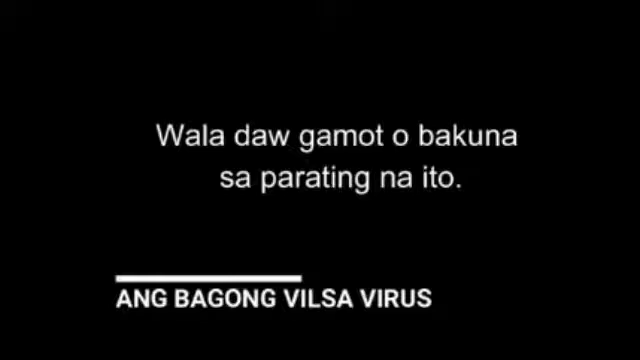 Wala daw gamot o bakuna
sa parating na ito.
ANG BAGONG VILSA VIRUS